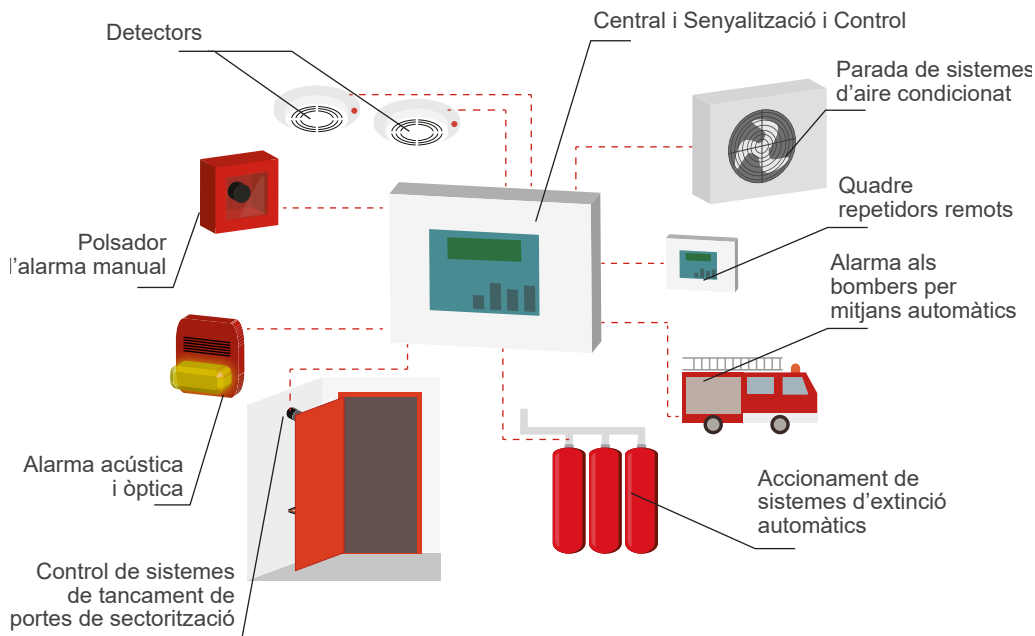 Detectors
Central i Senyalització i Control
Parada de sistemes
d'aire condicionat
Quadre
repetidors remots
Polsador
l'alarma manual
Alarma als
bombers per
mitjans automàtics
Alarma acústica
i òptica
Accionament de
sistemes d'extinció
automàtics
Control de sistemes
de tancament de
portes de sectorització